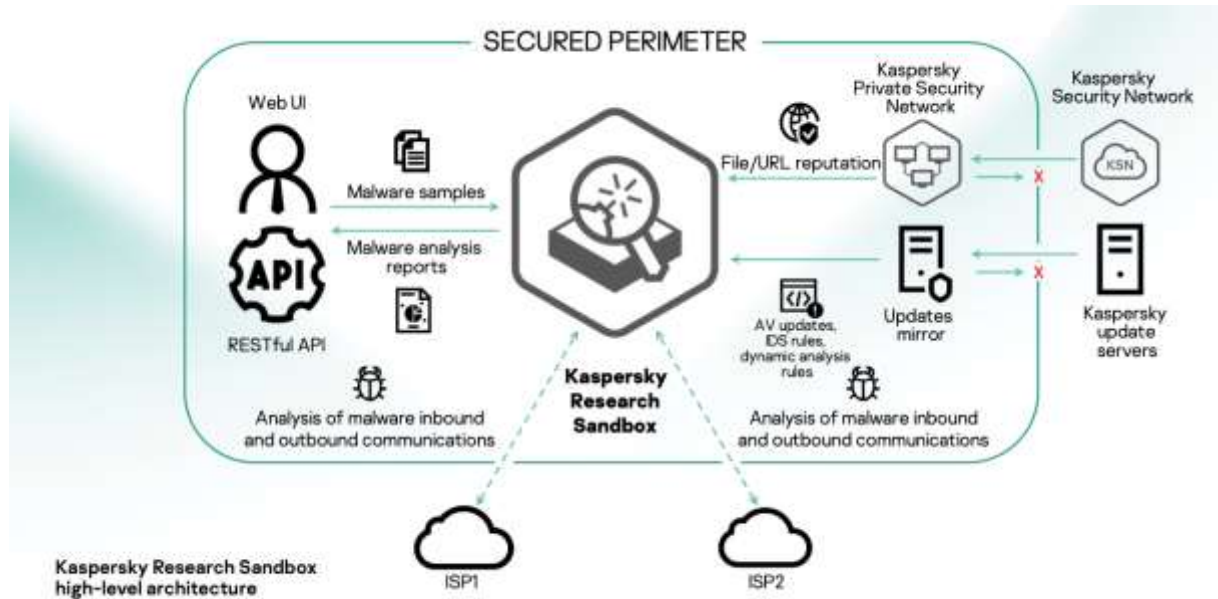 SECURED PERIMETER
Web UI
Malware samples
Malware analysis
reports
API
RESTful API
Analysis of malware inbound
and outbound communications
Kaspersky
Research
Sandbox
File/URL reputation
Kaspersky
Private Security
Network
Kaspersky
Security Network
KSN
X
X
</>
AV updates,
IDS rules,
dynamic analysis
rules
Updates
mirror
Kaspersky
update
servers
Analysis of malware inbound
and outbound communications
ISP1
ISP2
Kaspersky Research Sandbox
high-level architecture